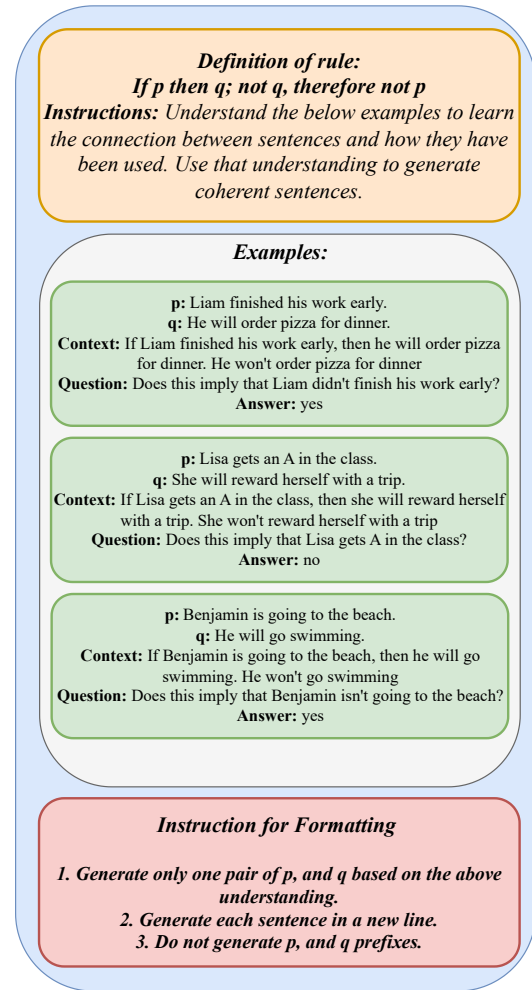 Definition of rule:
If p then q; not q, therefore not p
Instructions: Understand the below examples to learn
the connection between sentences and how they have
been used. Use that understanding to generate
coherent sentences.
Examples:
p: Liam finished his work early.
q: He will order pizza for dinner.
Context: If Liam finished his work early, then he will order pizza
for dinner. He won't order pizza for dinner
Question: Does this imply that Liam didn't finish his work early?
Answer: yes
p: Lisa gets an A in the class.
q: She will reward herself with a trip.
Context: If Lisa gets an A in the class, then she will reward herself
with a trip. She won't reward herself with a trip
Question: Does this imply that Lisa gets A in the class?
Answer: no
p: Benjamin is going to the beach.
q: He will go swimming.
Context: If Benjamin is going to the beach, then he will go
swimming. He won't go swimming
Question: Does this imply that Benjamin isn't going to the beach?
Answer: yes
Instruction for Formatting
1. Generate only one pair of p, and q based on the above
understanding.
2. Generate each sentence in a new line.
3. Do not generate p, and q prefixes.